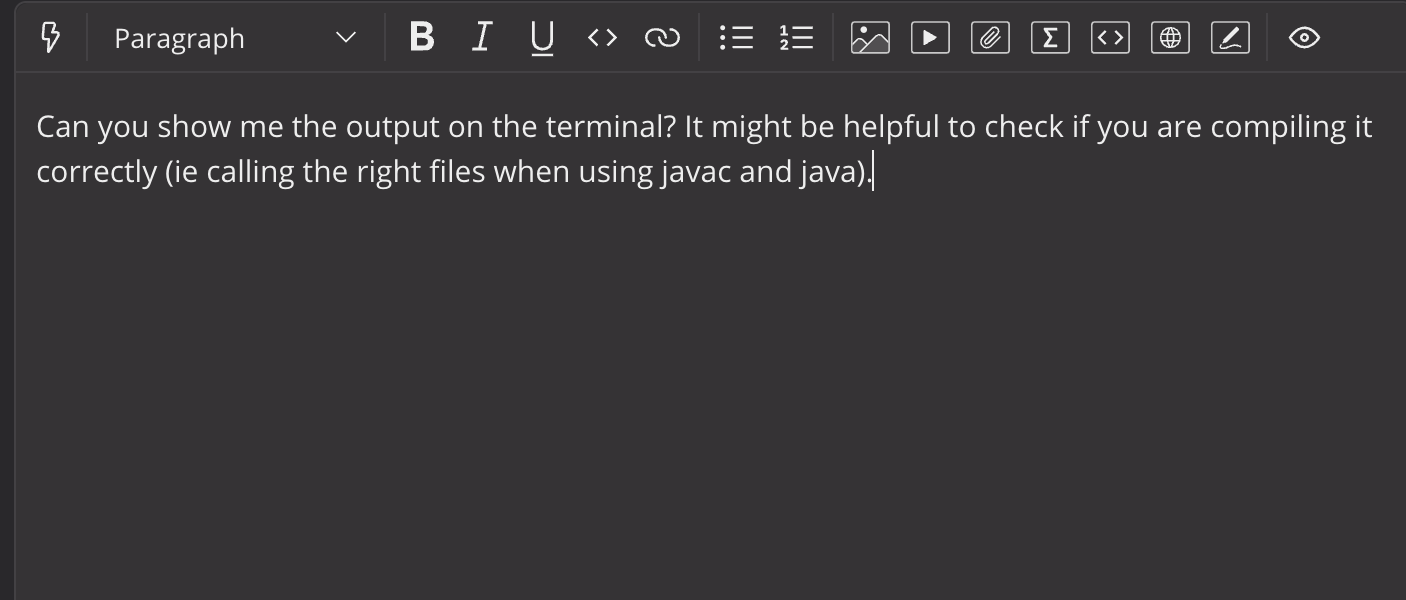 Paragraph
Can you show me the output on the terminal? It might be helpful to check if you are compiling it
correctly (ie calling the right files when using javac and java).